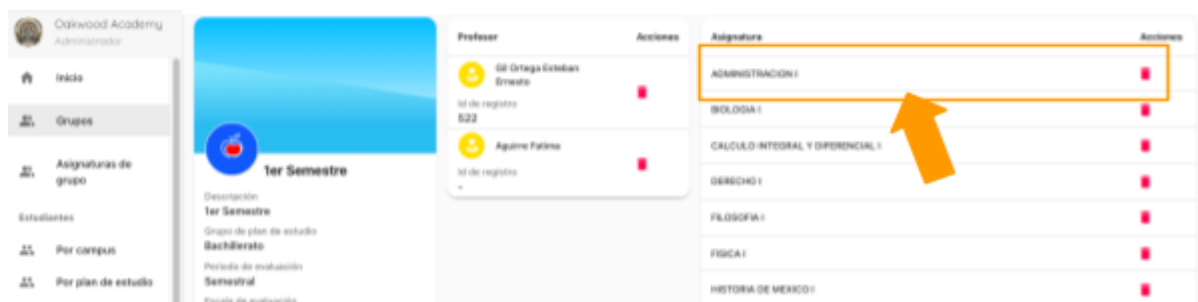 Oakwood Academy
Administrador
Inicio
Grupos
Asignaturas de
grupo
Estudiantes
Por campus
Por plan de estudio
1er Semestre
Descripción
1er Semestre
Grupo de plan de estudio
Bachillerato
Periodo de evaluación
Semestral
Escala de evaluación
Profesor
Acciones
Gil Ortega Esteban
Ernesto
Id de registro
522
Aguirre Fatima
Id de registro
-
Asignatura
Acciones
ADMINISTRACION I
BIOLOGIA I
CALCULO INTEGRAL Y DIFERENCIAL I
DERECHO I
FILOSOFIA I
FISICA I
HISTORIA DE MEXICO I